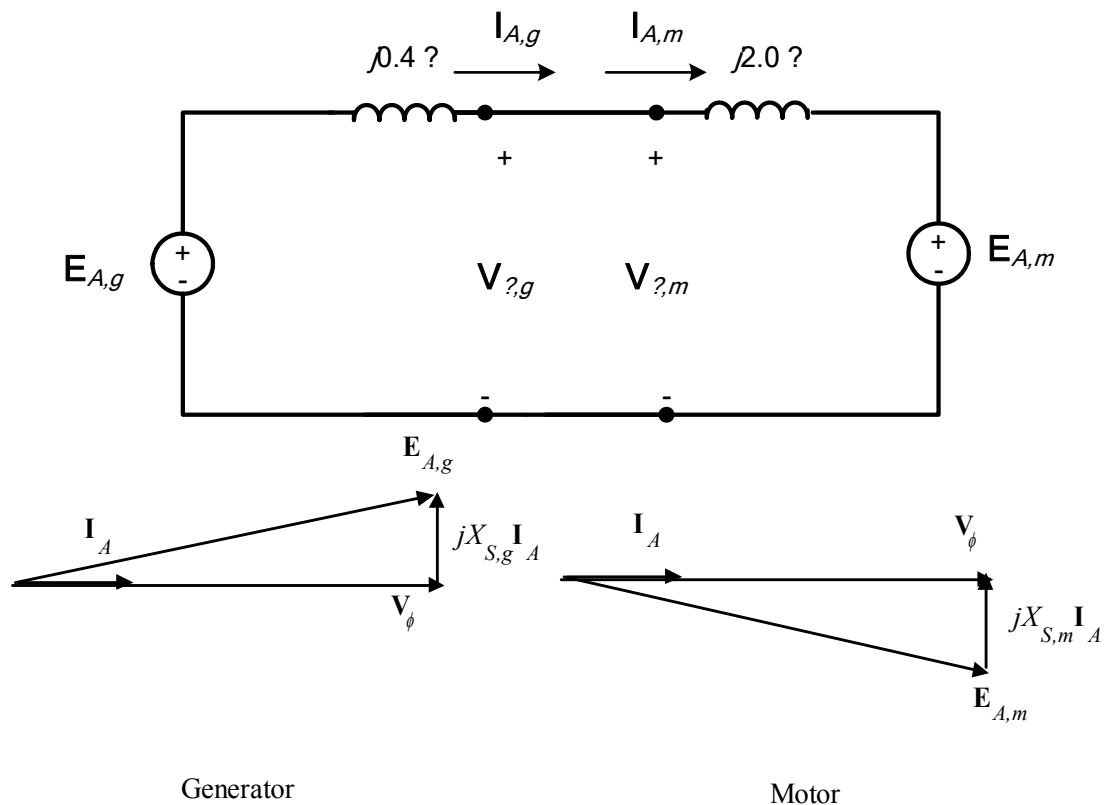 I_A,g I_A,m
j0.4 ? j2.0 ?
+ +
+ +
E_A,g - V_?,g V_?,m - E_A,m
- -
E_A,g
I_A jX_S,g I_A
V_ϕ
I_A V_ϕ
jX_S,m I_A
E_A,m
Generator Motor